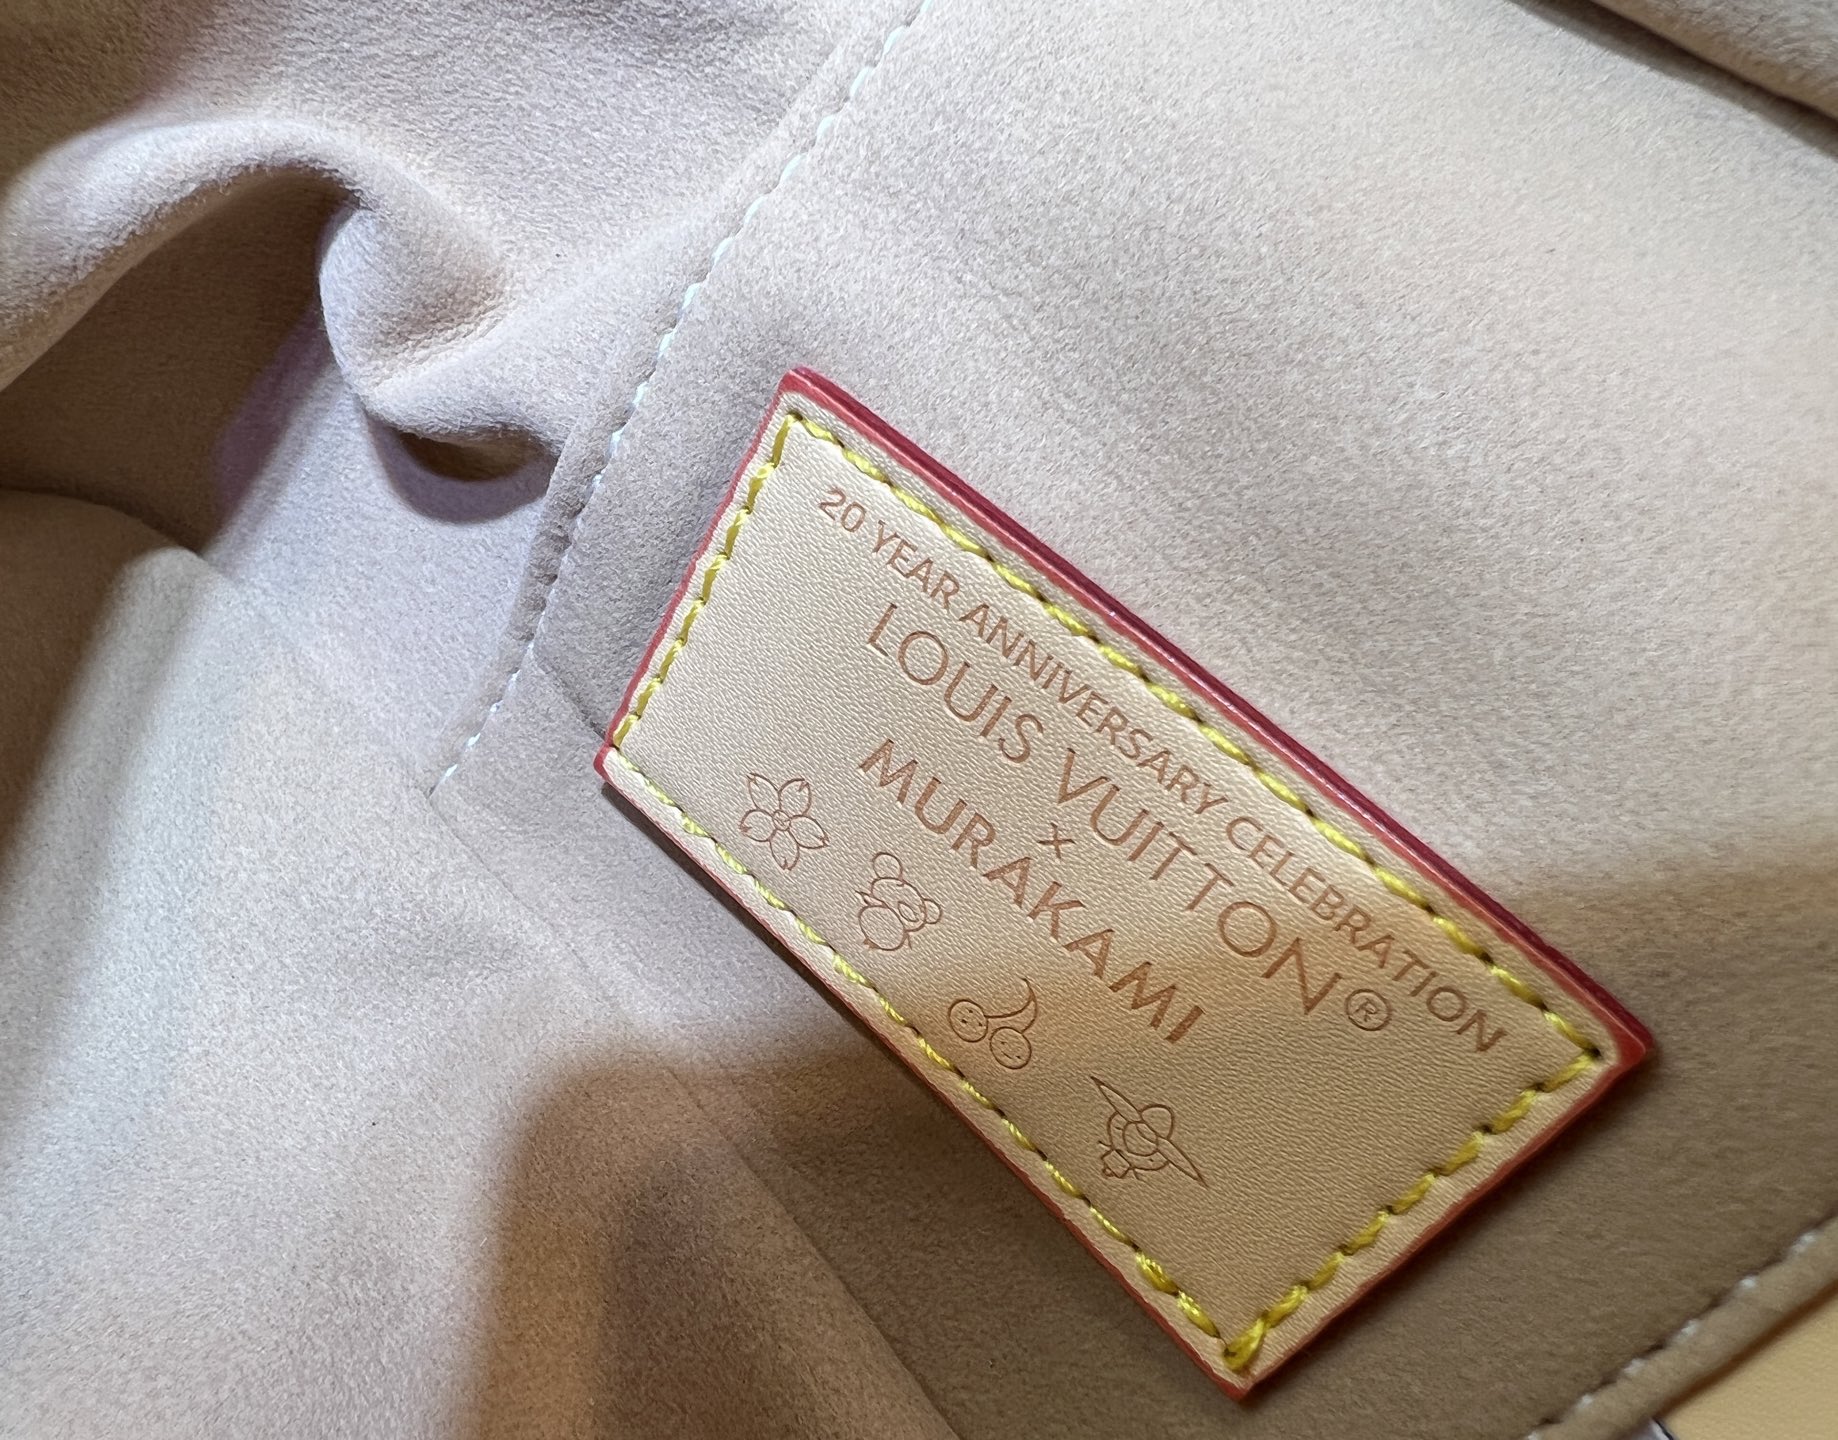 20 YEAR ANNIVERSARY CELEBRATION
LOUIS VUITTON®
×
MURAKAMI